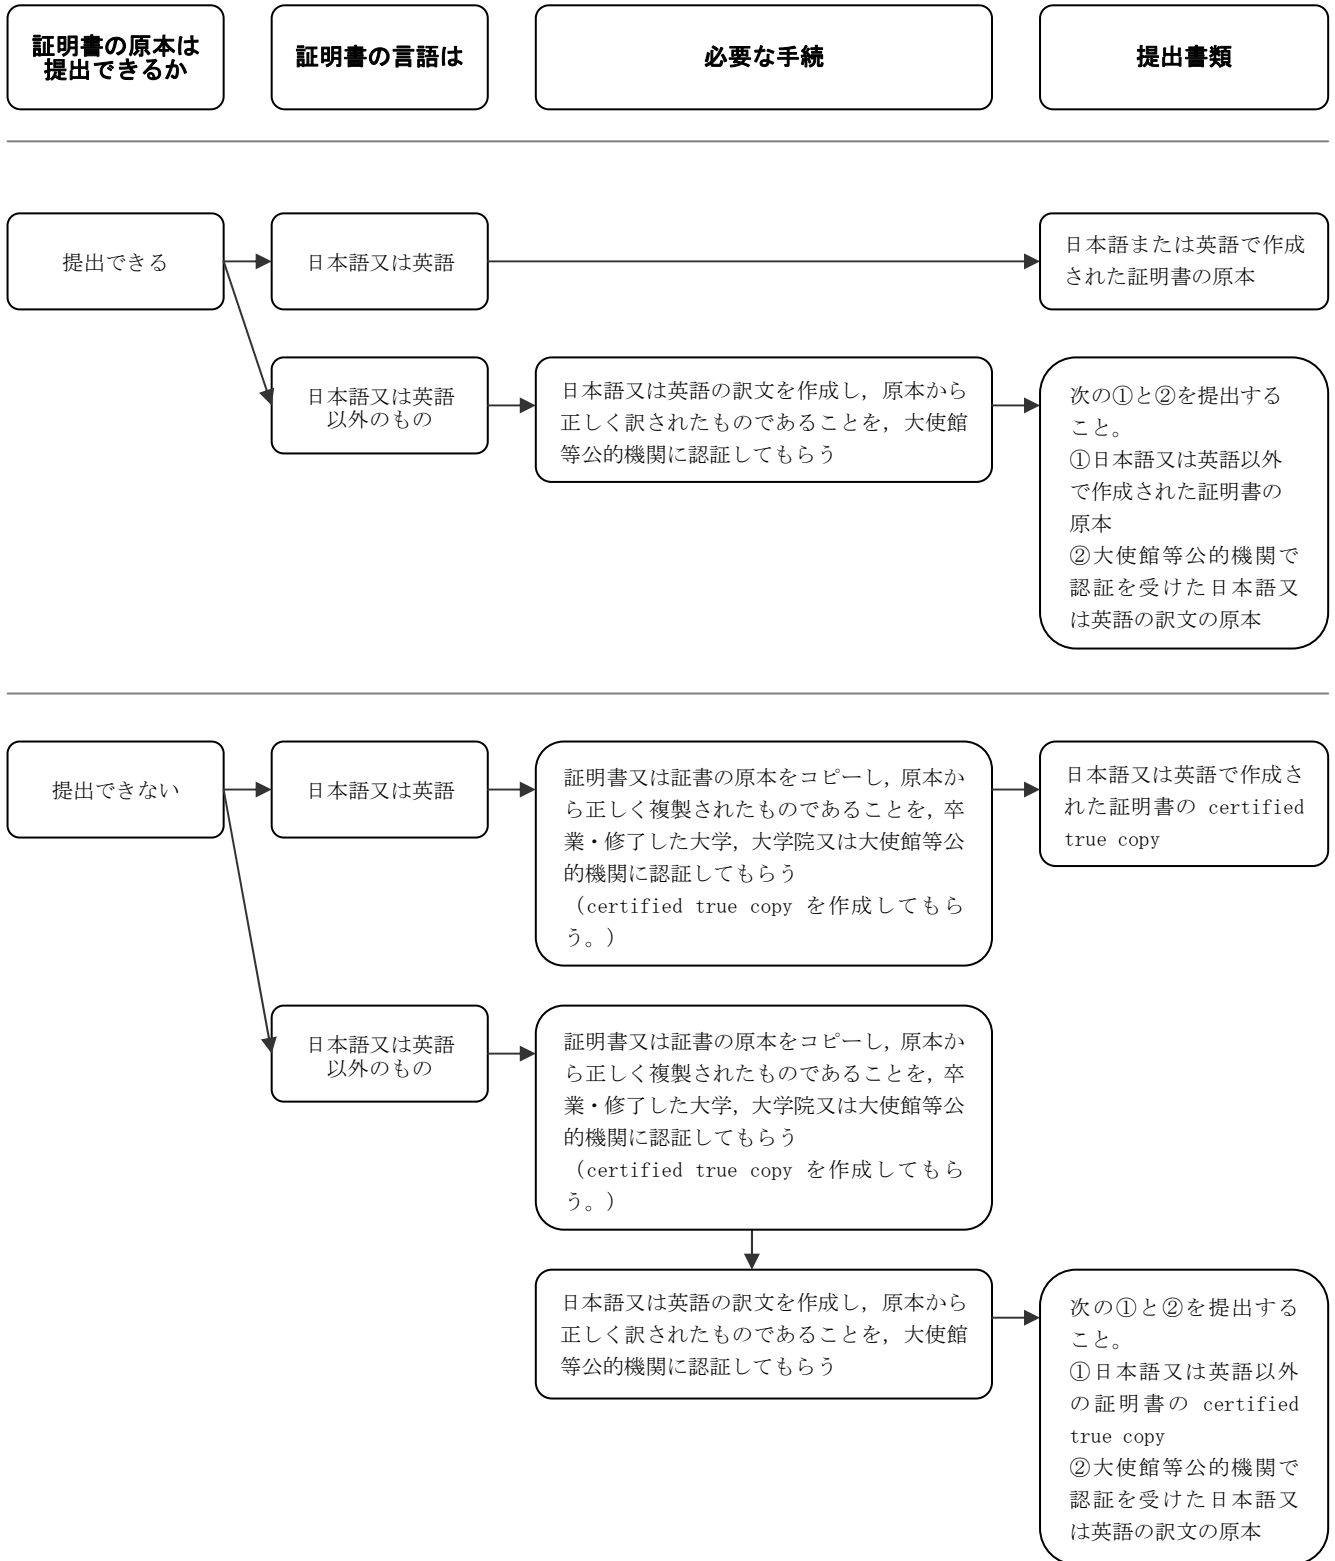 証明書の原本は
提出できるか
証明書の言語は
必要な手続
提出書類
提出できる
日本語又は英語
日本語または英語で作成
された証明書の原本
日本語又は英語
以外のもの
日本語又は英語の訳文を作成し，原本から
正しく訳されたものであることを，大使館
等公的機関に認証してもらう
次の①と②を提出する
こと。
①日本語又は英語以外
で作成された証明書の
原本
②大使館等公的機関で
認証を受けた日本語又
は英語の訳文の原本
提出できない
日本語又は英語
証明書又は証書の原本をコピーし，原本か
ら正しく複製されたものであることを，卒
業・修了した大学，大学院又は大使館等公
的機関に認証してもらう
（certified true copy を作成してもら
う。）
日本語又は英語で作成さ
れた証明書の certified
true copy
日本語又は英語
以外のもの
証明書又は証書の原本をコピーし，原本か
ら正しく複製されたものであることを，卒
業・修了した大学，大学院又は大使館等公
的機関に認証してもらう
（certified true copy を作成してもら
う。）
日本語又は英語の訳文を作成し，原本から
正しく訳されたものであることを，大使館
等公的機関に認証してもらう
次の①と②を提出する
こと。
①日本語又は英語以外
の証明書の certified
true copy
②大使館等公的機関で
認証を受けた日本語又
は英語の訳文の原本